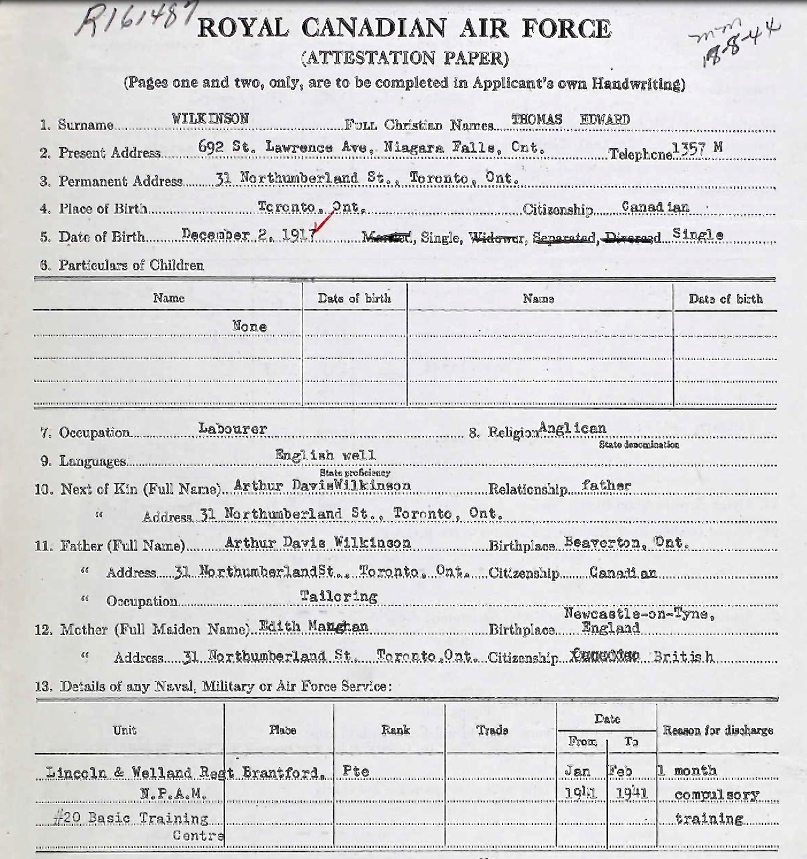 R161487
ROYAL CANADIAN AIR FORCE
18-8-44
(ATTESTATION PAPER)
(Pages one and two, only, are to be completed in Applicant's own Handwriting)
1. Surname WILKINSON Full Christian Names THOMAS EDWARD
2. Present Address 692 St. Lawrence Ave, Niagara Falls, Ont. Telephone 1357 M
3. Permanent Address 31 Northumberland St., Toronto, Ont.
4. Place of Birth Toronto, Ont. Citizenship Canadian
5. Date of Birth December 2, 1917 Married, Single, Widower, Separated, Divorced Single
6. Particulars of Children
Name Date of birth Name Date of birth
None
7. Occupation Labourer 8. Religion Anglican
State denomination
9. Languages English well
State proficiency
10. Next of Kin (Full Name) Arthur DavisWilkinson Relationship father
" Address 31 Northumberland St., Toronto, Ont.
11. Father (Full Name) Arthur Davis Wilkinson Birthplace Beaverton, Ont.
" Address 31 NorthumberlandSt., Toronto, Ont. Citizenship Canadian
" Occupation Tailoring
Newcastle-on-Tyne,
12. Mother (Full Maiden Name) Edith Birthplace England
" Address 31 Northumberland St. Toronto,Ont. Citizenship British
13. Details of any Naval, Military or Air Force Service:
Unit Place Rank Trade Date Reason for discharge
From To
Lincoln & Welland Regt Brantford. Pte Jan Feb 1 month
N.P.A.M. 1941 1941 compulsory
#20 Basic Training training
Centre